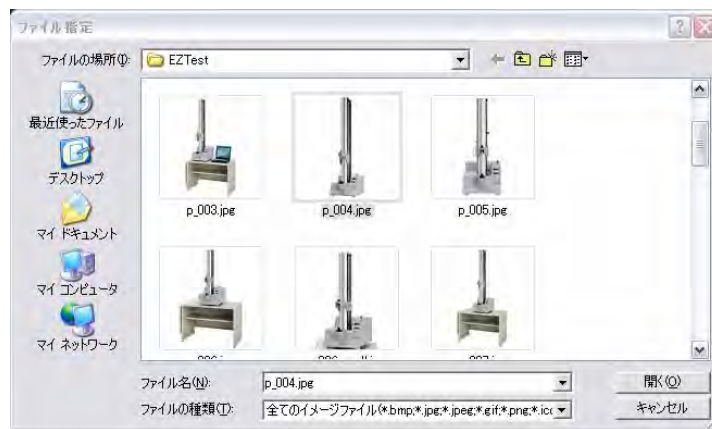 ファイル指定
ファイルの場所(I):
EZTest
最近使ったファイル
デスクトップ
マイ ドキュメント
マイ コンピュータ
マイ ネットワーク
p_003.jpg
p_004.jpg
p_005.jpg
ファイル名(N):
p_004.jpg
開く(O)
ファイルの種類(T):
全てのイメージファイル(*.bmp;*.jpg;*.jpeg;*.gif;*.png;*.ico
キャンセル